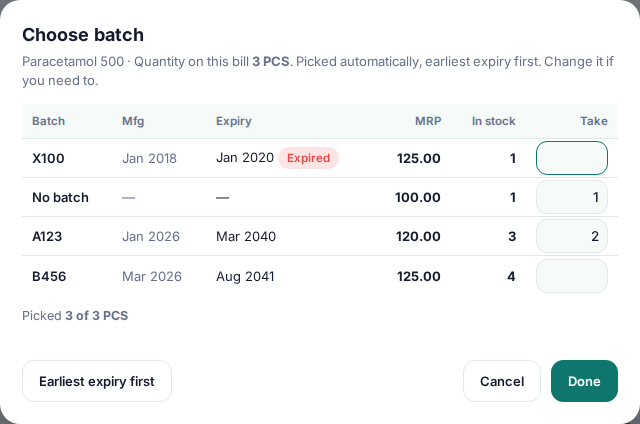 Choose batch
Paracetamol 500 · Quantity on this bill 3 PCS. Picked automatically, earliest expiry first. Change it if
you need to.
Batch Mfg Expiry MRP In stock Take
X100 Jan 2018 Jan 2020 Expired 125.00 1
No batch — — 100.00 1 1
A123 Jan 2026 Mar 2040 120.00 3 2
B456 Mar 2026 Aug 2041 125.00 4
Picked 3 of 3 PCS
Earliest expiry first Cancel Done